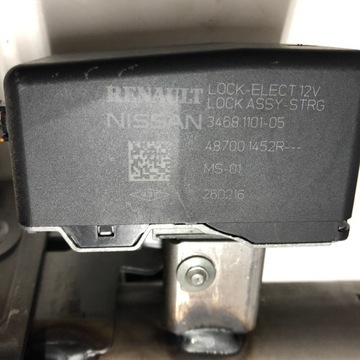 RENAULT LOCK-ELECT 12V
LOCK ASSY-STRG
NISSAN 3468.1101-05
48700 1452R---
MS-01
260216